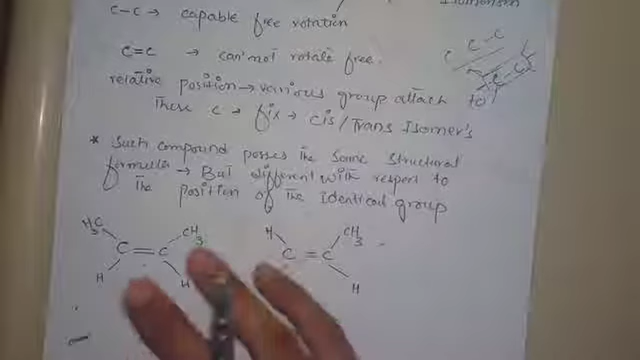 Isomerism
C-C → capable free rotation
C=C → can not rotate free.
C C-C
relative position → various group attach to
These C → fix → cis/Trans Isomer's
* Such compound posses the same structural
formula → But different with respect to
The position of the identical group
H3C CH3 H CH3
C=C C=C
H H H